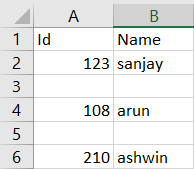 A B
1 Id Name
2 123 sanjay
3
4 108 arun
5
6 210 ashwin